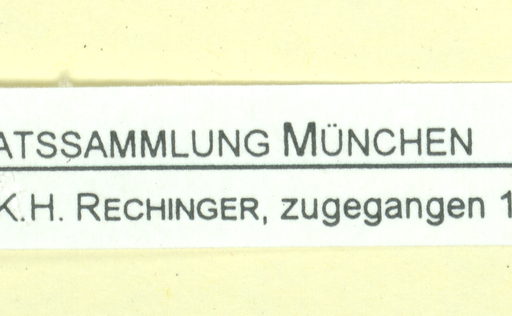 ATSSAMMLUNG MÜNCHEN
K.H. RECHINGER, zugegangen 1